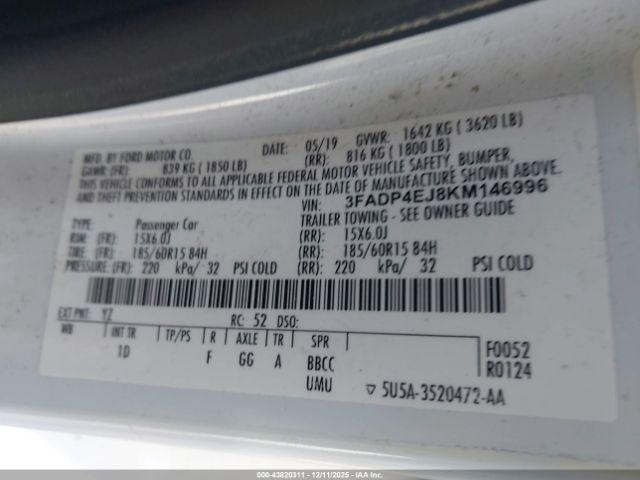 MFD. BY FORD MOTOR CO. DATE: 05/19 GVWR: 1642 KG ( 3620 LB)
GAWR: (FR): 839 KG ( 1850 LB) (RR): 816 KG ( 1800 LB)
THIS VEHICLE CONFORMS TO ALL APPLICABLE FEDERAL MOTOR VEHICLE SAFETY, BUMPER,
AND THEFT PREVENTION STANDARDS IN EFFECT ON THE DATE OF MANUFACTURE SHOWN ABOVE.
VIN: 3FADP4EJ8KM146996
TYPE: Passenger Car TRAILER TOWING - SEE OWNER GUIDE
RIM: (FR): 15X6.0J (RR): 15X6.0J
TIRE: (FR): 185/60R15 84H (RR): 185/60R15 84H
PRESSURE: (FR): 220 kPa/ 32 PSI COLD (RR): 220 kPa/ 32 PSI COLD
EXT PNT: YZ RC: 52 DSO:
WB INT TR TP/PS R AXLE TR SPR
1D F GG A BBCC
UMU
F0052
R0124
▽ 5U5A-3520472-AA
000-43820311 - 12/11/2025 - IAAI, Inc.